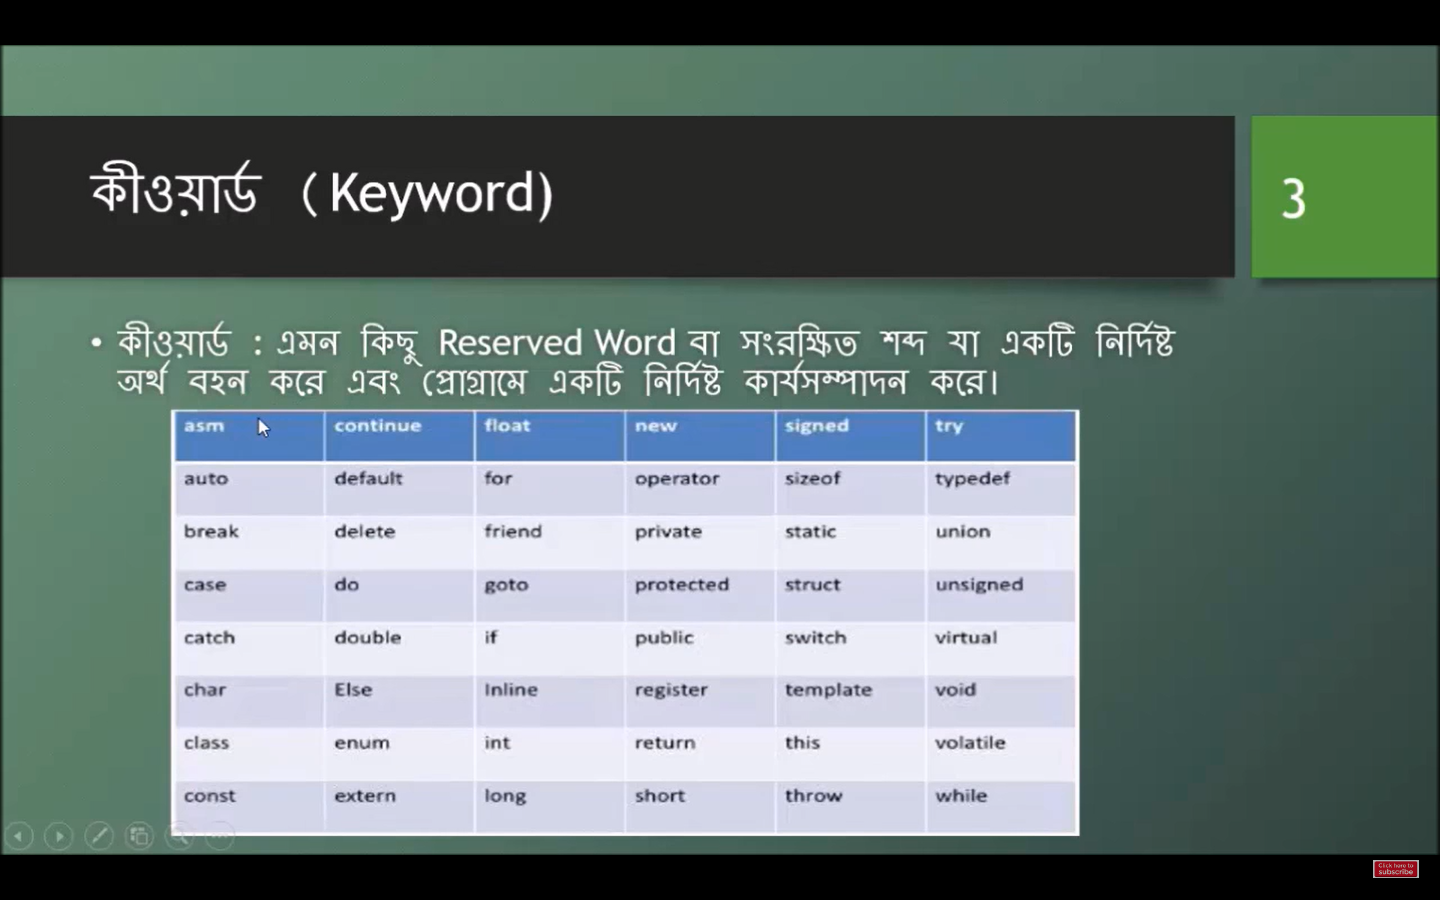 কীওয়ার্ড (Keyword)
3
• কীওয়ার্ড : এমন কিছু Reserved Word বা সংরক্ষিত শব্দ যা একটি নির্দিষ্ট
অর্থ বহন করে এবং প্রোগ্রামে একটি নির্দিষ্ট কার্যসম্পাদন করে।
asm continue float new signed try
auto default for operator sizeof typedef
break delete friend private static union
case do goto protected struct unsigned
catch double if public switch virtual
char Else Inline register template void
class enum int return this volatile
const extern long short throw while
Click here to
subscribe